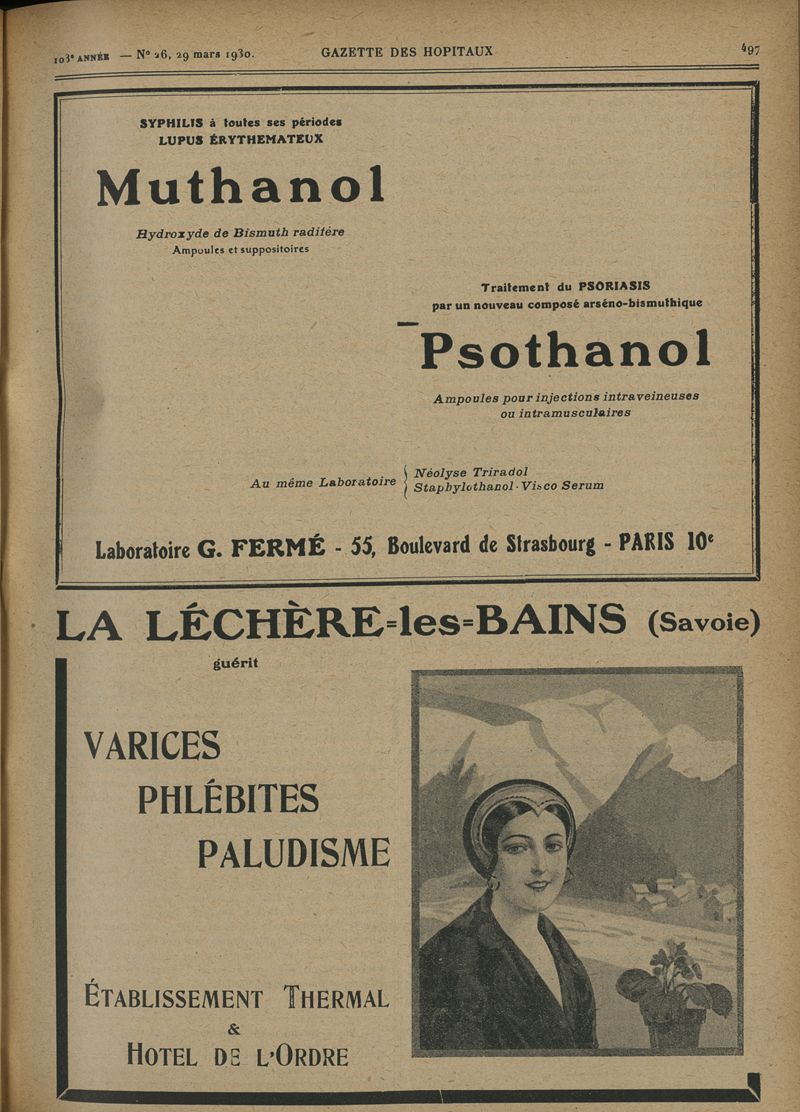 103e ANNÉE — No 26, 29 mars 1930. GAZETTE DES HOPITAUX 497
SYPHILIS à toutes ses périodes
LUPUS ÉRYTHEMATEUX
Muthanol
Hydroxyde de Bismuth radifère
Ampoules et suppositoires
Traitement du PSORIASIS
par un nouveau composé arséno-bismuthique
Psothanol
Ampoules pour injections intraveineuses
ou intramusculaires
Au même Laboratoire { Néolyse Triradol
Staphylothanol - Visco Serum
Laboratoire G. FERMÉ - 55, Boulevard de Strasbourg - PARIS 10e
LA LÉCHÈRE=les=BAINS (Savoie)
guérit
VARICES
PHLÉBITES
PALUDISME
ÉTABLISSEMENT THERMAL
&
HOTEL DE L'ORDRE